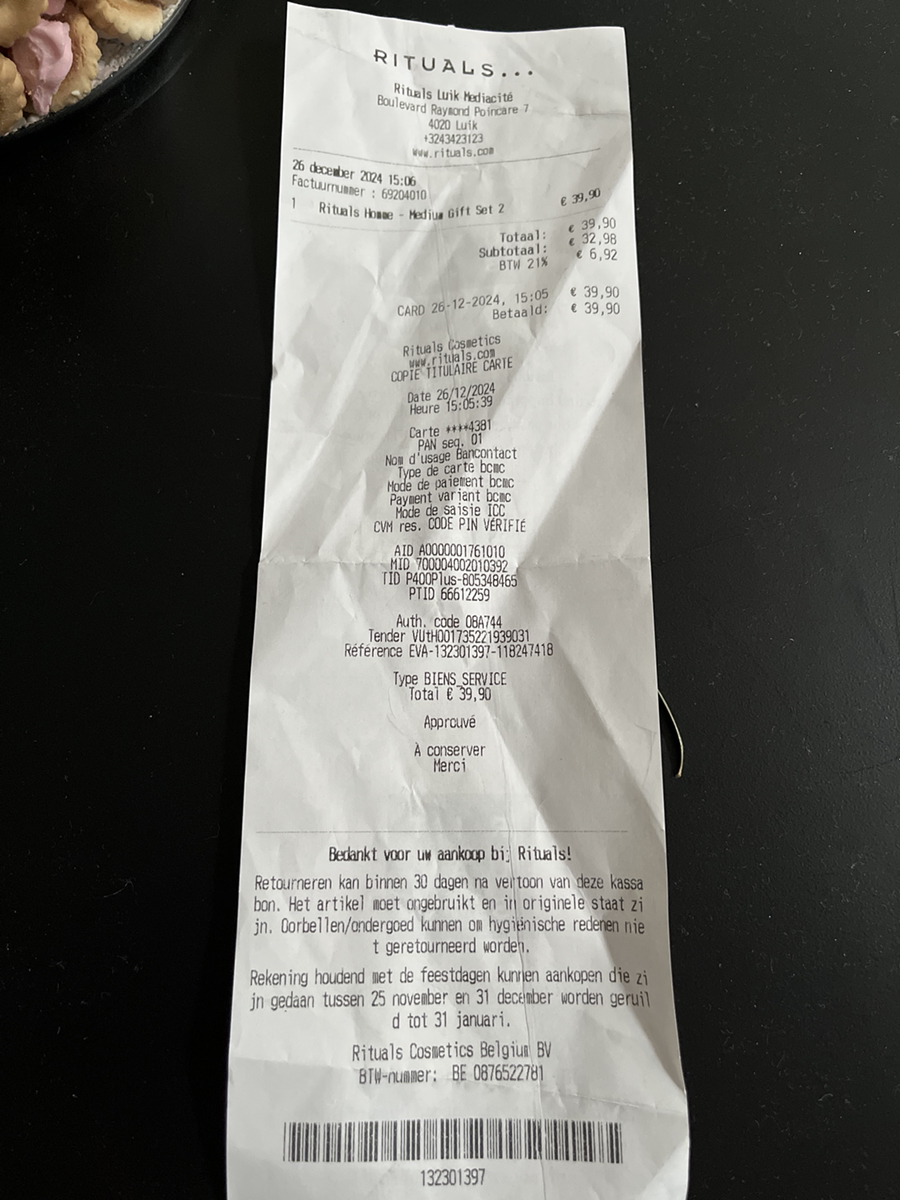 RITUALS...
Rituals Luik Mediacité
Boulevard Raymond Poincare 7
4020 Luik
+3243423123
www.rituals.com
26 december 2024 15:06
Factuurnummer : 69204010
1 Rituals Homme - Medium Gift Set 2 € 39,90
Totaal: € 39,90
Subtotaal: € 32,98
BTW 21% € 6,92
CARD 26-12-2024, 15:05 € 39,90
Betaald: € 39,90
Rituals Cosmetics
www.rituals.com
COPIE TITULAIRE CARTE
Date 26/12/2024
Heure 15:05:39
Carte ****4381
PAN seq. 01
Nom d'usage Bancontact
Type de carte bcmc
Mode de paiement bcmc
Payment variant bcmc
Mode de saisie ICC
CVM res. CODE PIN VÉRIFIÉ
AID A0000001761010
MID 700004002010392
TID P400Plus-805348465
PTID 66612259
Auth. code 08A744
Tender VUtH001735221939031
Référence EVA-132301397-118247418
Type BIENS_SERVICE
Total € 39,90
Approuvé
À conserver
Merci
Bedankt voor uw aankoop bij Rituals!
Retourneren kan binnen 30 dagen na vertoon van deze kassa
bon. Het artikel moet ongebruikt en in originele staat zi
jn. Oorbellen/ondergoed kunnen om hygiënische redenen nie
t geretourneerd worden.
Rekening houdend met de feestdagen kunnen aankopen die zi
jn gedaan tussen 25 november en 31 december worden geruil
d tot 31 januari.
Rituals Cosmetics Belgium BV
BTW-nummer: BE 0876522781
132301397